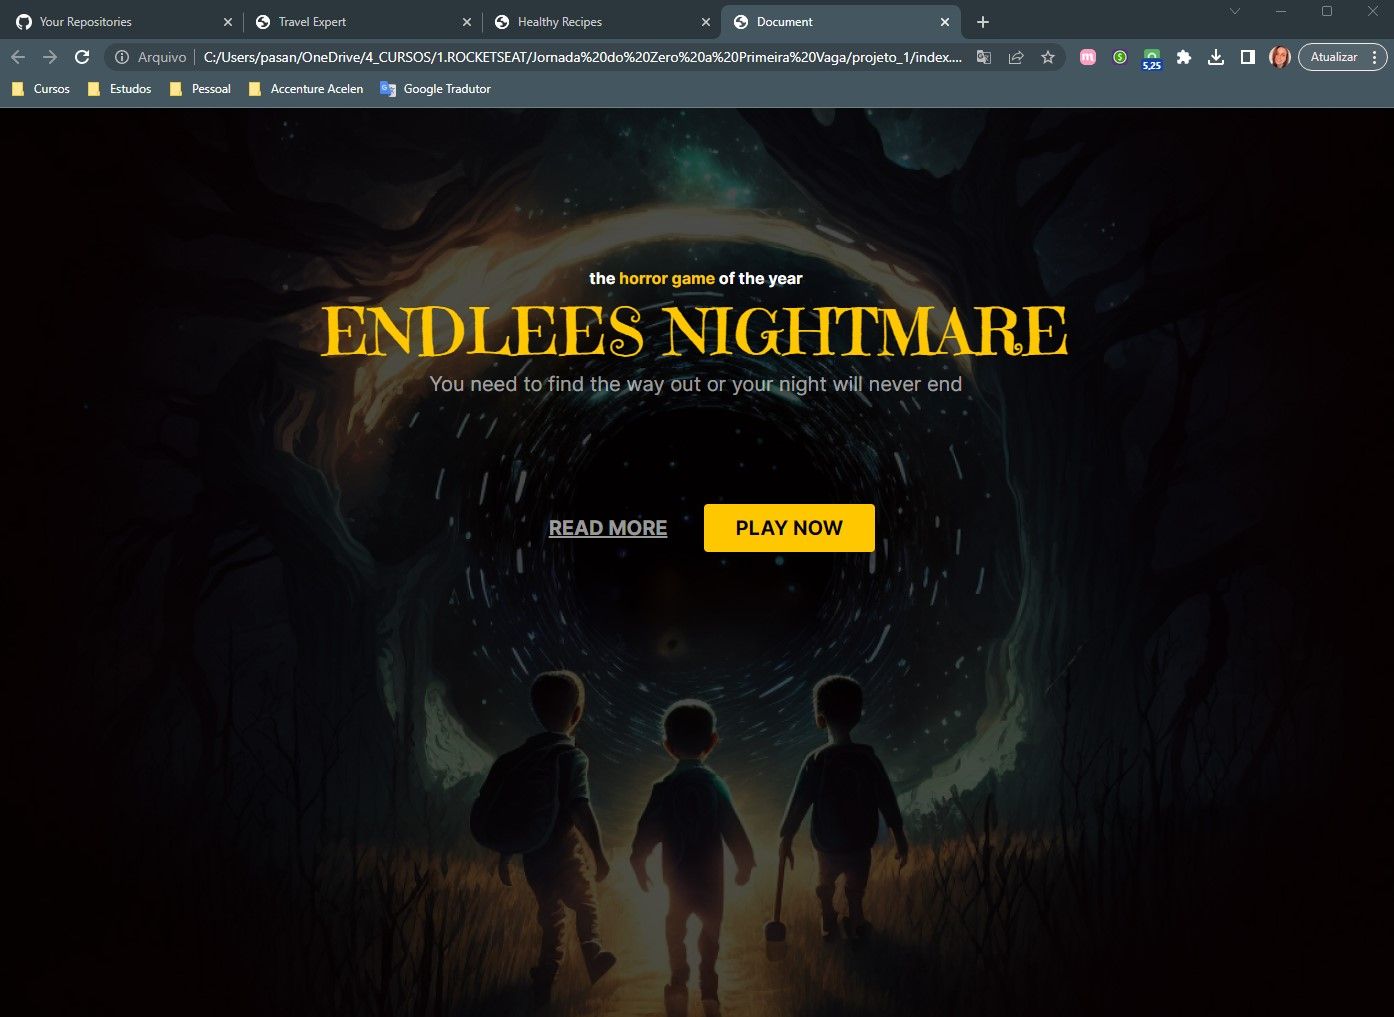 Your Repositories
Travel Expert
Healthy Recipes
Document
Arquivo
C:/Users/pasan/OneDrive/4_CURSOS/1.ROCKETSEAT/Jornada%20do%20Zero%20a%20Primeira%20Vaga/projeto_1/index....
5,25
Atualizar
Cursos
Estudos
Pessoal
Accenture Acelen
Google Tradutor
the horror game of the year
ENDLEES NIGHTMARE
You need to find the way out or your night will never end
READ MORE
PLAY NOW